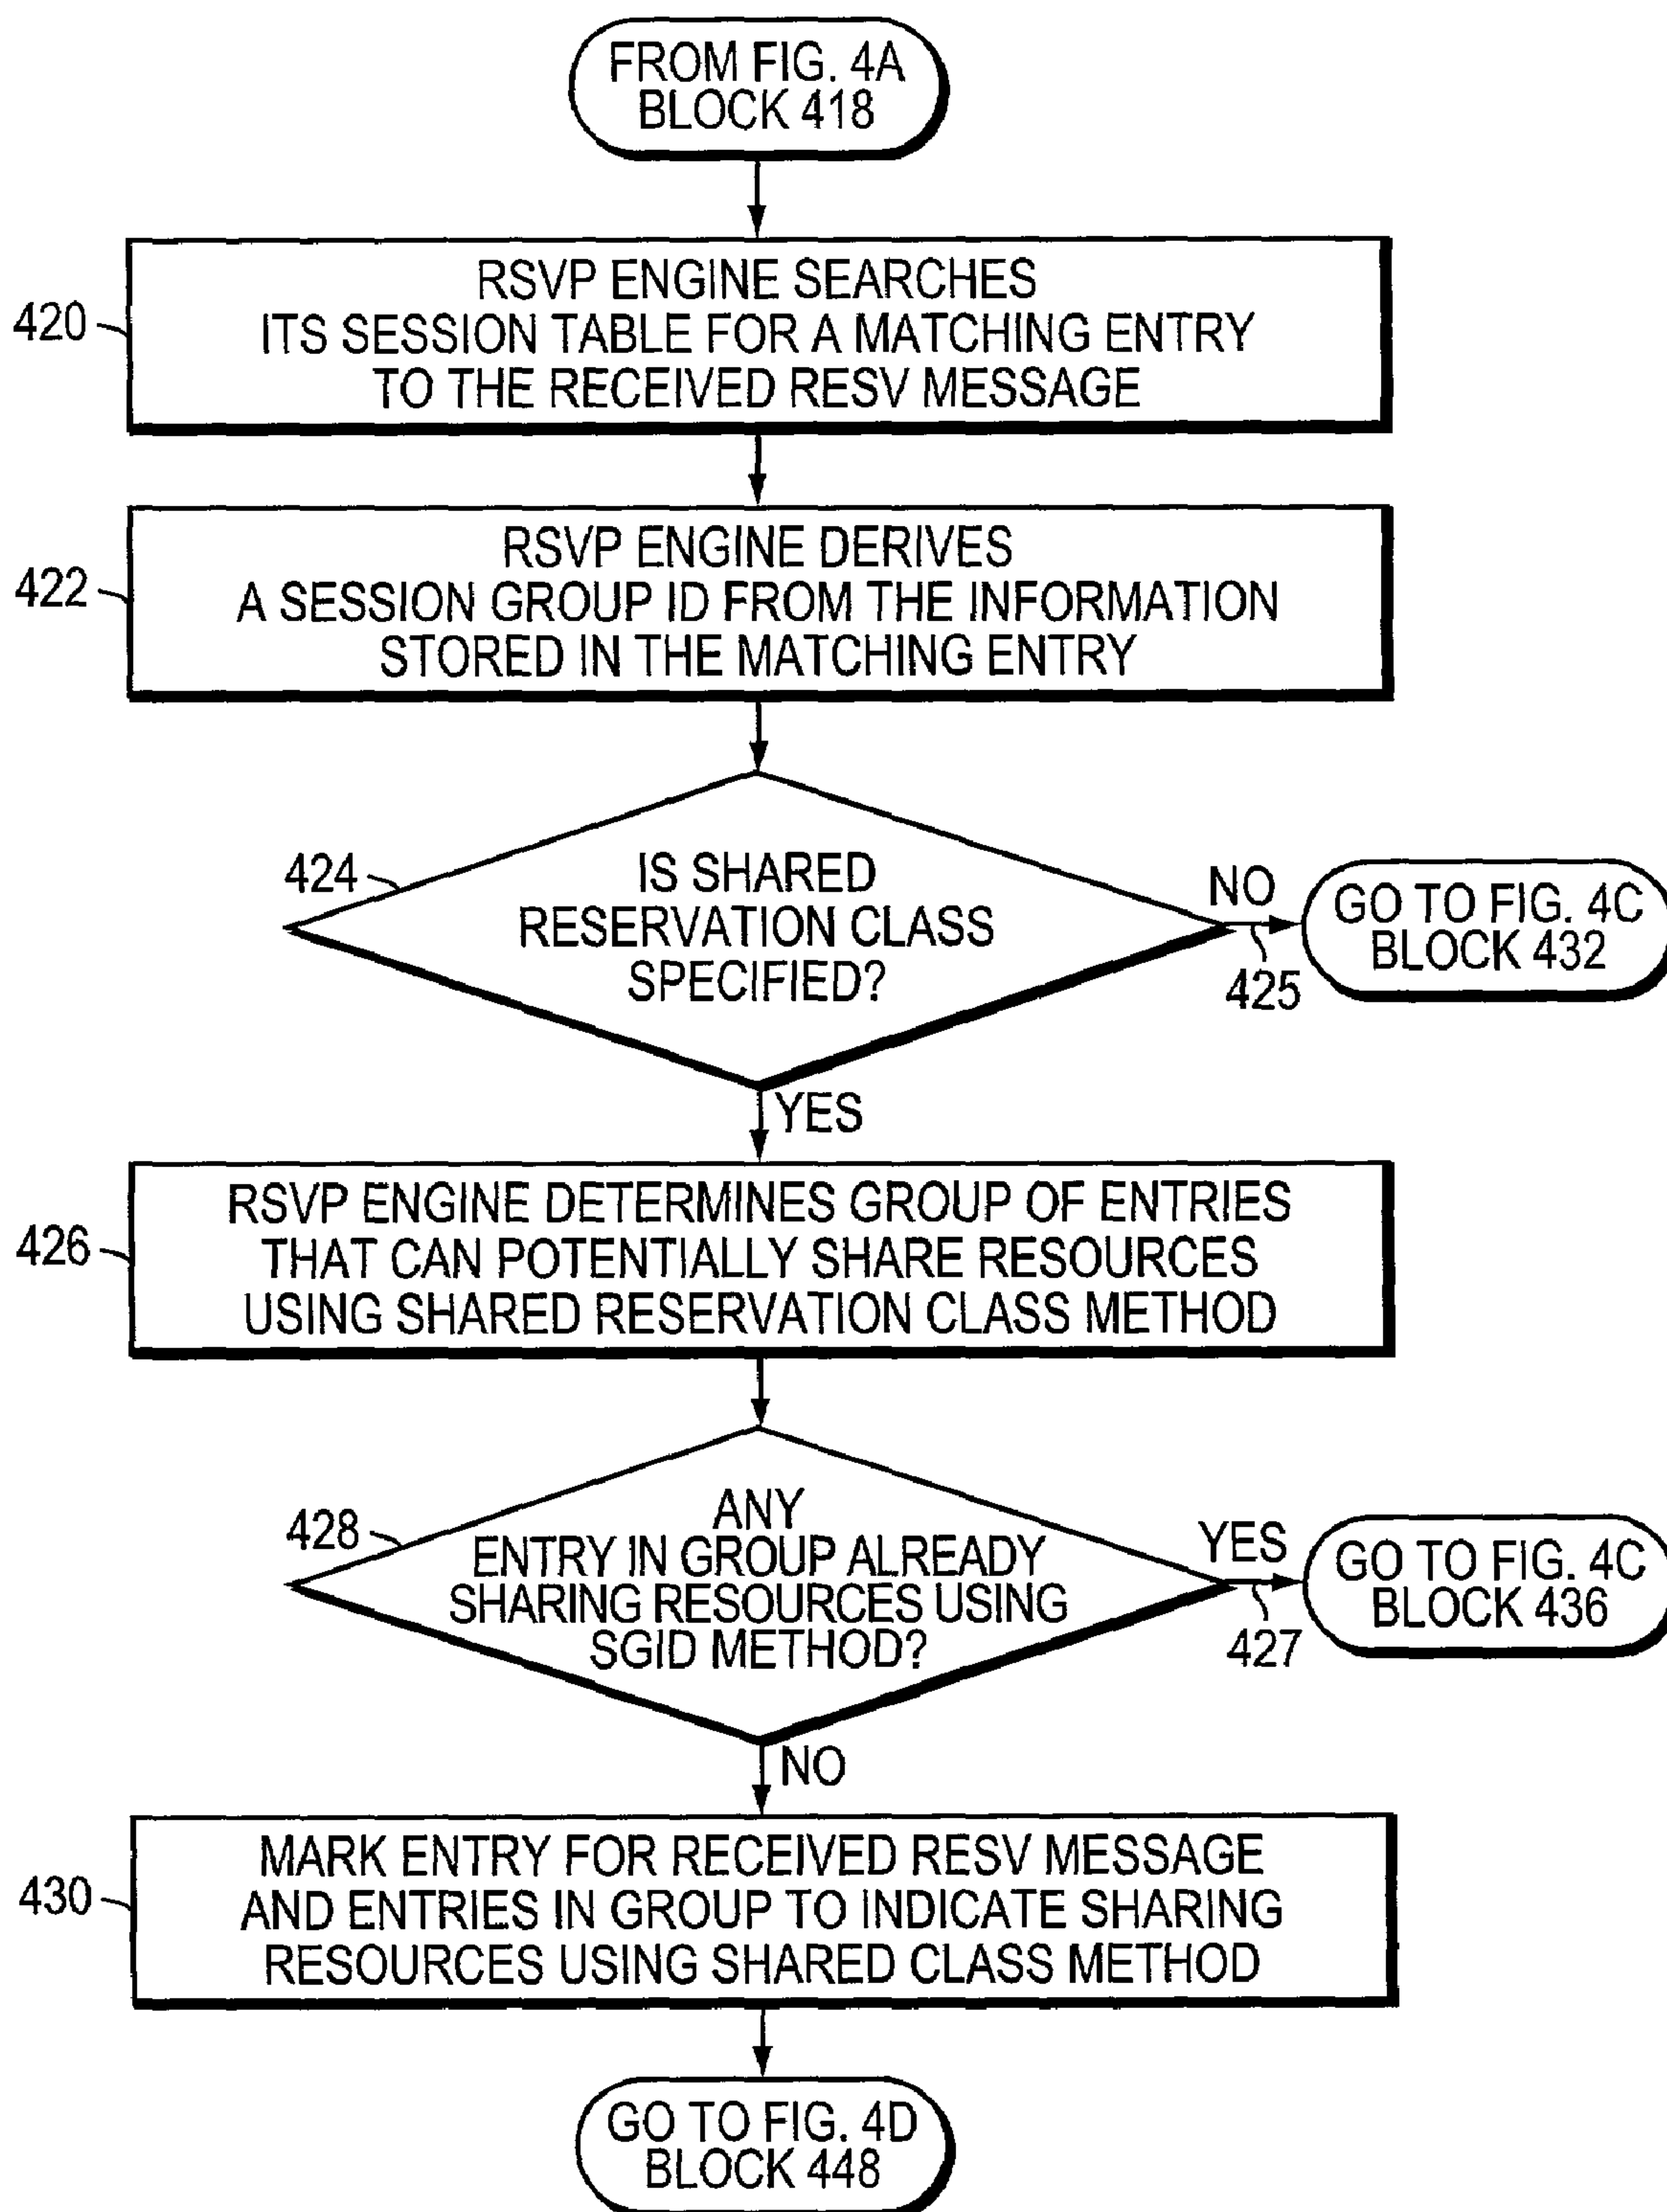 FROM FIG. 4A
BLOCK 418
420
RSVP ENGINE SEARCHES
ITS SESSION TABLE FOR A MATCHING ENTRY
TO THE RECEIVED RESV MESSAGE
422
RSVP ENGINE DERIVES
A SESSION GROUP ID FROM THE INFORMATION
STORED IN THE MATCHING ENTRY
424
IS SHARED
RESERVATION CLASS
SPECIFIED?
NO
425
GO TO FIG. 4C
BLOCK 432
YES
426
RSVP ENGINE DETERMINES GROUP OF ENTRIES
THAT CAN POTENTIALLY SHARE RESOURCES
USING SHARED RESERVATION CLASS METHOD
428
ANY
ENTRY IN GROUP ALREADY
SHARING RESOURCES USING
SGID METHOD?
YES
427
GO TO FIG. 4C
BLOCK 436
NO
430
MARK ENTRY FOR RECEIVED RESV MESSAGE
AND ENTRIES IN GROUP TO INDICATE SHARING
RESOURCES USING SHARED CLASS METHOD
GO TO FIG. 4D
BLOCK 448